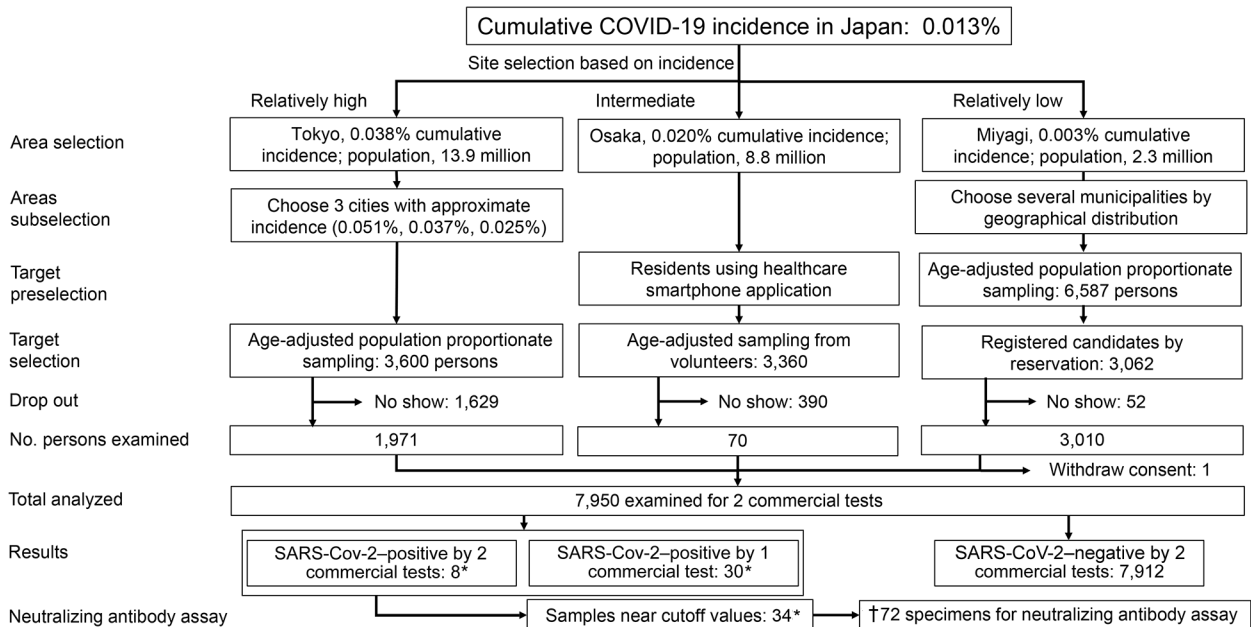 Cumulative COVID-19 incidence in Japan: 0.013%
Site selection based on incidence
Relatively high
Intermediate
Relatively low
Area selection
Tokyo, 0.038% cumulative
incidence; population, 13.9 million
Osaka, 0.020% cumulative incidence;
population, 8.8 million
Miyagi, 0.003% cumulative
incidence; population, 2.3 million
Areas
subselection
Choose 3 cities with approximate
incidence (0.051%, 0.037%, 0.025%)
Choose several municipalities by
geographical distribution
Target
preselection
Residents using healthcare
smartphone application
Age-adjusted population proportionate
sampling: 6,587 persons
Target
selection
Age-adjusted population proportionate
sampling: 3,600 persons
Age-adjusted sampling from
volunteers: 3,360
Registered candidates by
reservation: 3,062
Drop out
No show: 1,629
No show: 390
No show: 52
No. persons examined
1,971
70
3,010
Withdraw consent: 1
Total analyzed
7,950 examined for 2 commercial tests
Results
SARS-Cov-2–positive by 2
commercial tests: 8*
SARS-Cov-2–positive by 1
commercial test: 30*
SARS-CoV-2–negative by 2
commercial tests: 7,912
Neutralizing antibody assay
Samples near cutoff values: 34*
†72 specimens for neutralizing antibody assay